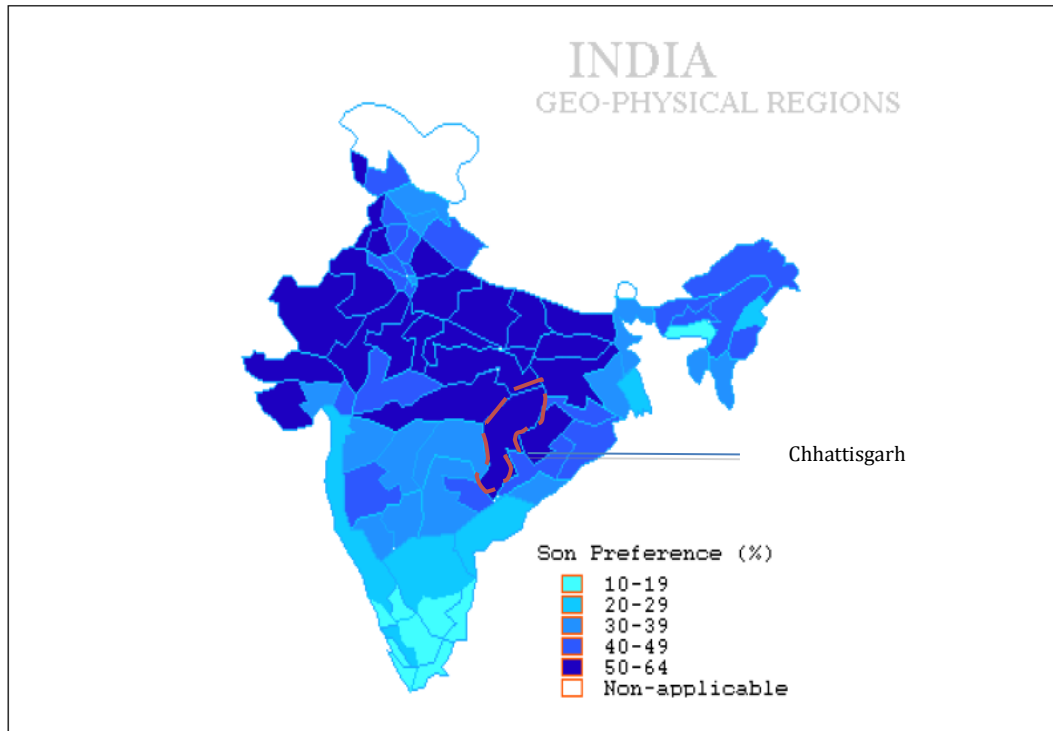 INDIA
GEO-PHYSICAL REGIONS
Chhattisgarh
Son Preference (%)
10-19
20-29
30-39
40-49
50-64
Non-applicable